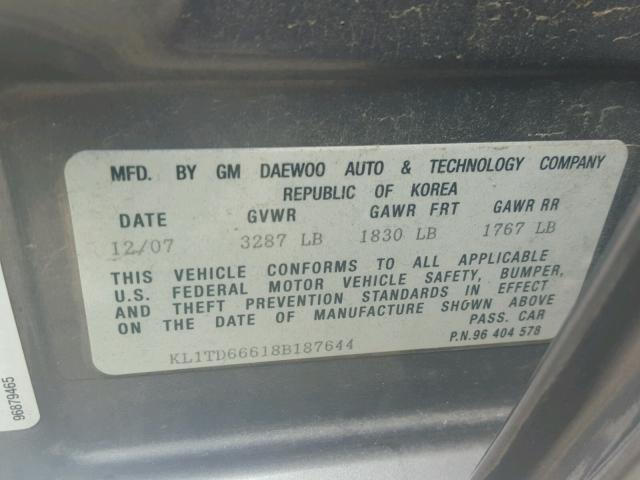 MFD. BY GM DAEWOO AUTO & TECHNOLOGY COMPANY
REPUBLIC OF KOREA
DATE GVWR GAWR FRT GAWR RR
12/07 3287 LB 1830 LB 1767 LB
THIS VEHICLE CONFORMS TO ALL APPLICABLE
U.S. FEDERAL MOTOR VEHICLE SAFETY, BUMPER,
AND THEFT PREVENTION STANDARDS IN EFFECT
ON THE DATE OF MANUFACTURE SHOWN ABOVE
PASS. CAR
KL1TD66618B187644 P.N.96 404 578
96879465